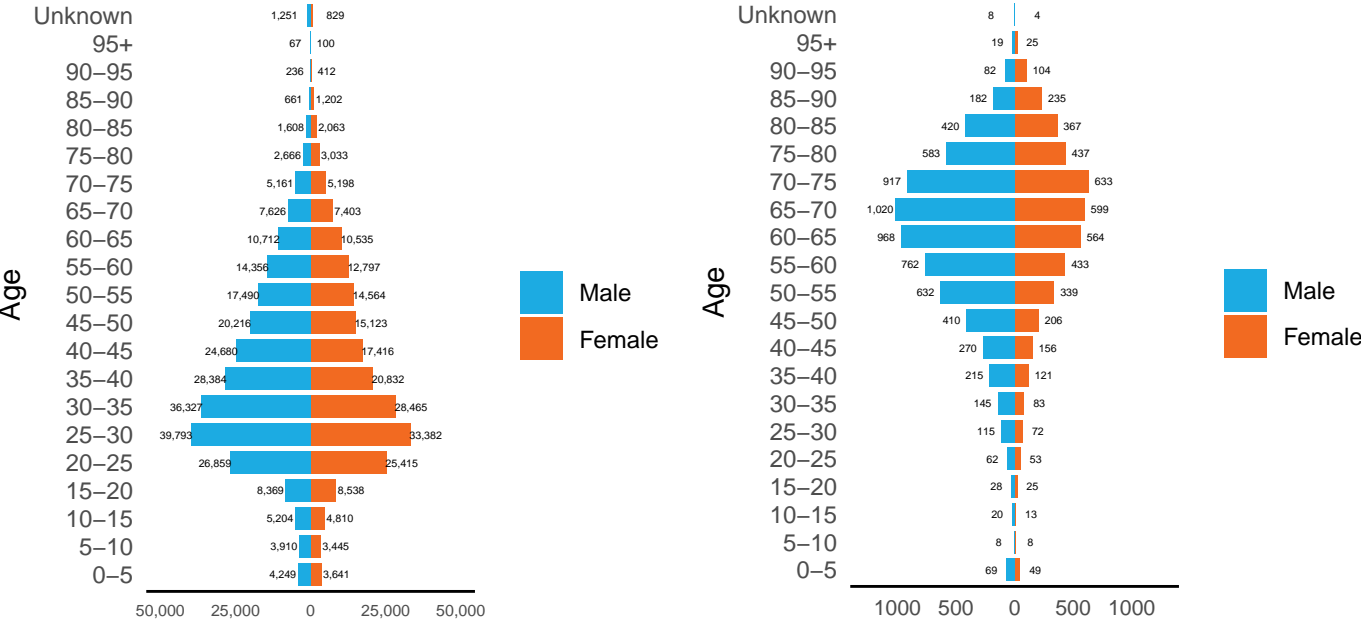 Age
Unknown 1,251 829
95+ 67 100
90–95 236 412
85–90 661 1,202
80–85 1,608 2,063
75–80 2,666 3,033
70–75 5,161 5,198
65–70 7,626 7,403
60–65 10,712 10,535
55–60 14,356 12,797
50–55 17,490 14,564
45–50 20,216 15,123
40–45 24,680 17,416
35–40 28,384 20,832
30–35 36,327 28,465
25–30 39,793 33,382
20–25 26,859 25,415
15–20 8,369 8,538
10–15 5,204 4,810
5–10 3,910 3,445
0–5 4,249 3,641
50,000 25,000 0 25,000 50,000
Male
Female
Age
Unknown 8 4
95+ 19 25
90–95 82 104
85–90 182 235
80–85 420 367
75–80 583 437
70–75 917 633
65–70 1,020 599
60–65 968 564
55–60 762 433
50–55 632 339
45–50 410 206
40–45 270 156
35–40 215 121
30–35 145 83
25–30 115 72
20–25 62 53
15–20 28 25
10–15 20 13
5–10 8 8
0–5 69 49
1000 500 0 500 1000
Male
Female